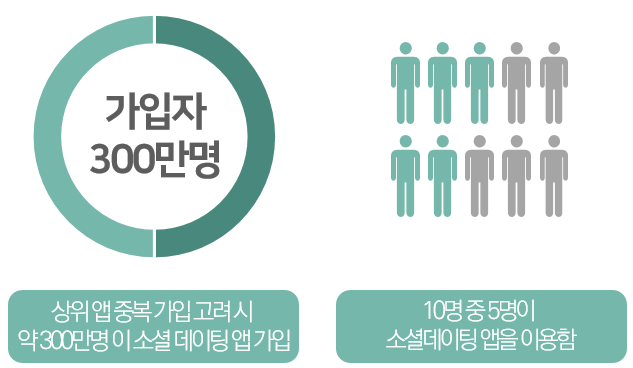 가입자
300만명
상위 앱 중복 가입 고려 시
약 300만명 이 소셜 데이팅 앱 가입
10명 중 5명이
소셜데이팅 앱을 이용함